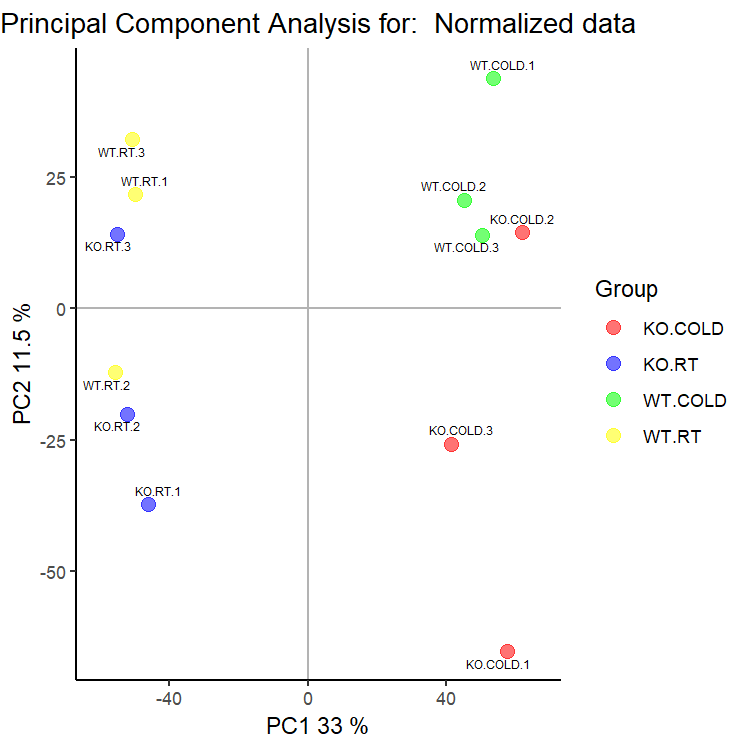 Principal Component Analysis for:  Normalized data
WT.COLD.1
WT.RT.3
WT.RT.1
WT.COLD.2
25
KO.COLD.2
KO.RT.3
WT.COLD.3
Group
0
KO.COLD
KO.RT
WT.COLD
WT.RT
PC2 11.5 %
WT.RT.2
KO.RT.2
KO.COLD.3
-25
KO.RT.1
-50
KO.COLD.1
-40
0
40
PC1 33 %